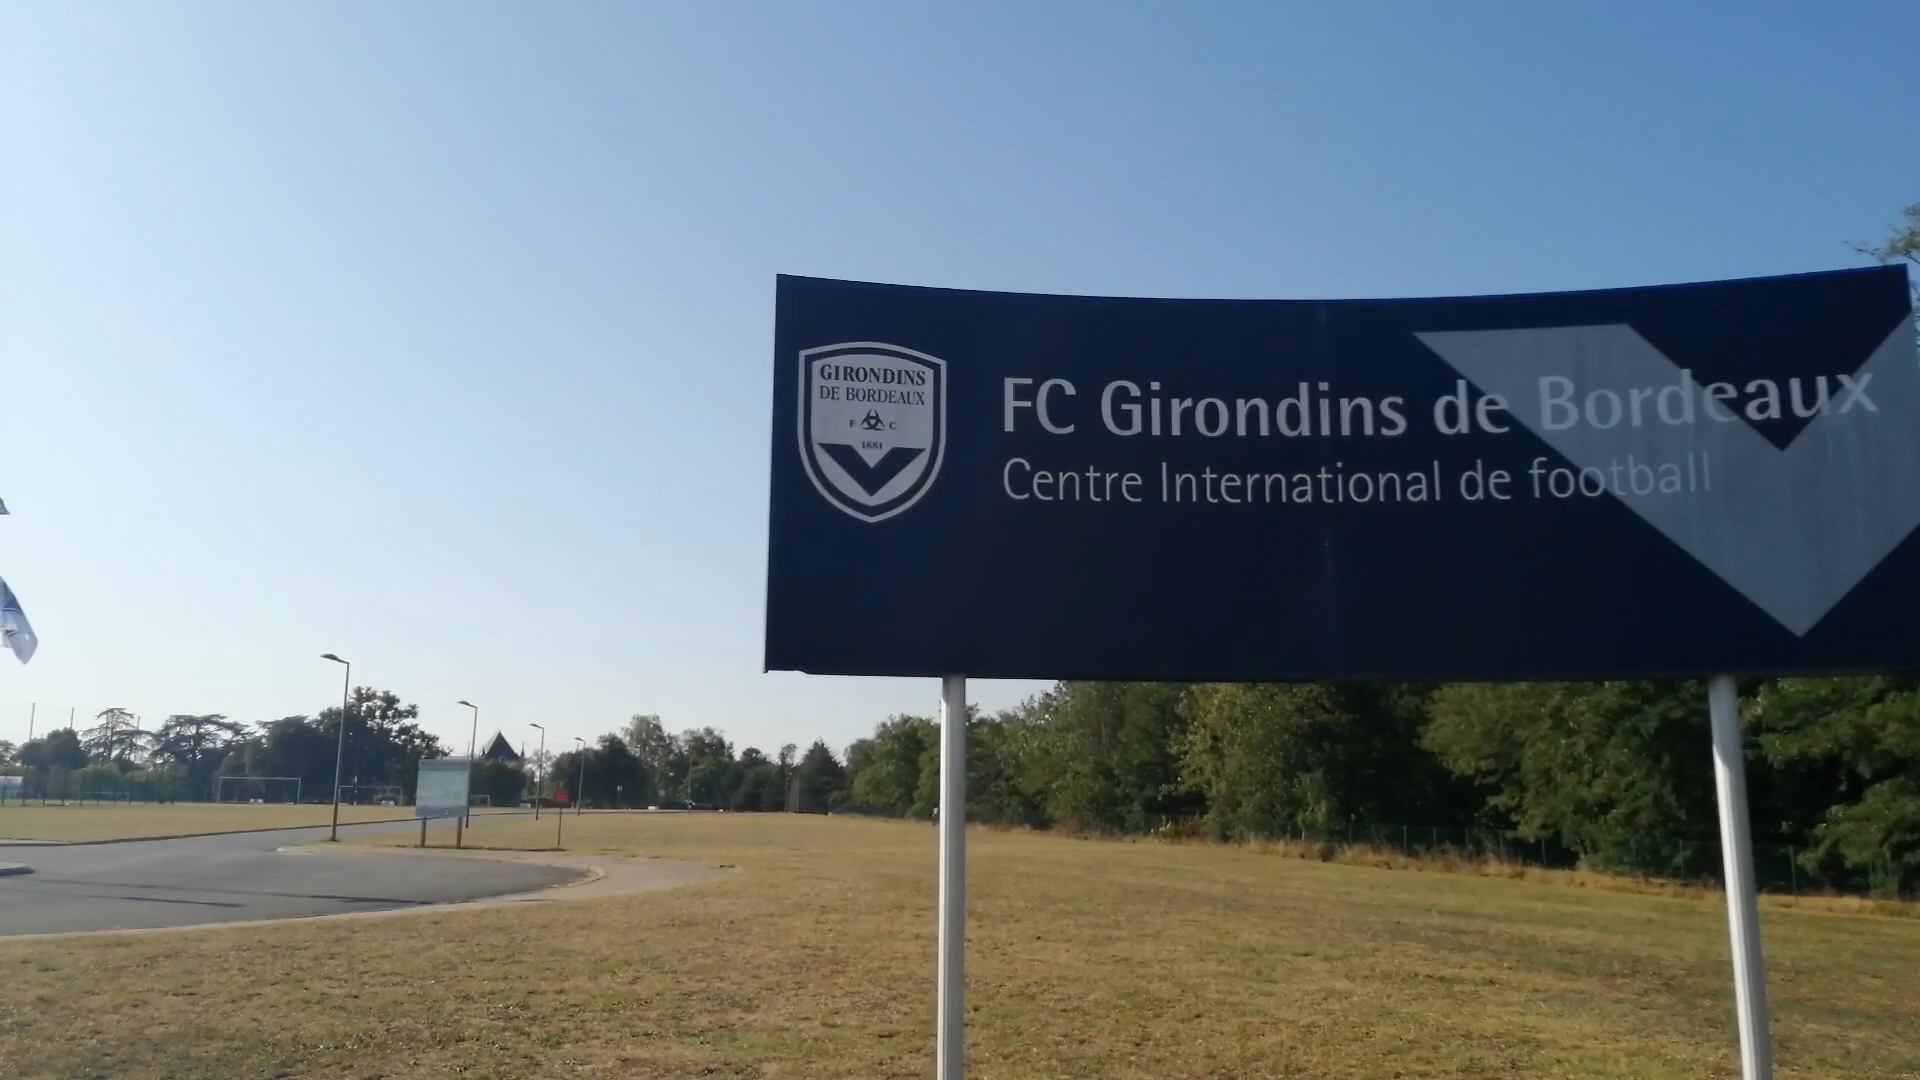 GIRONDINS
DE BORDEAUX
F C
1881
FC Girondins de Bordeaux
Centre International de football